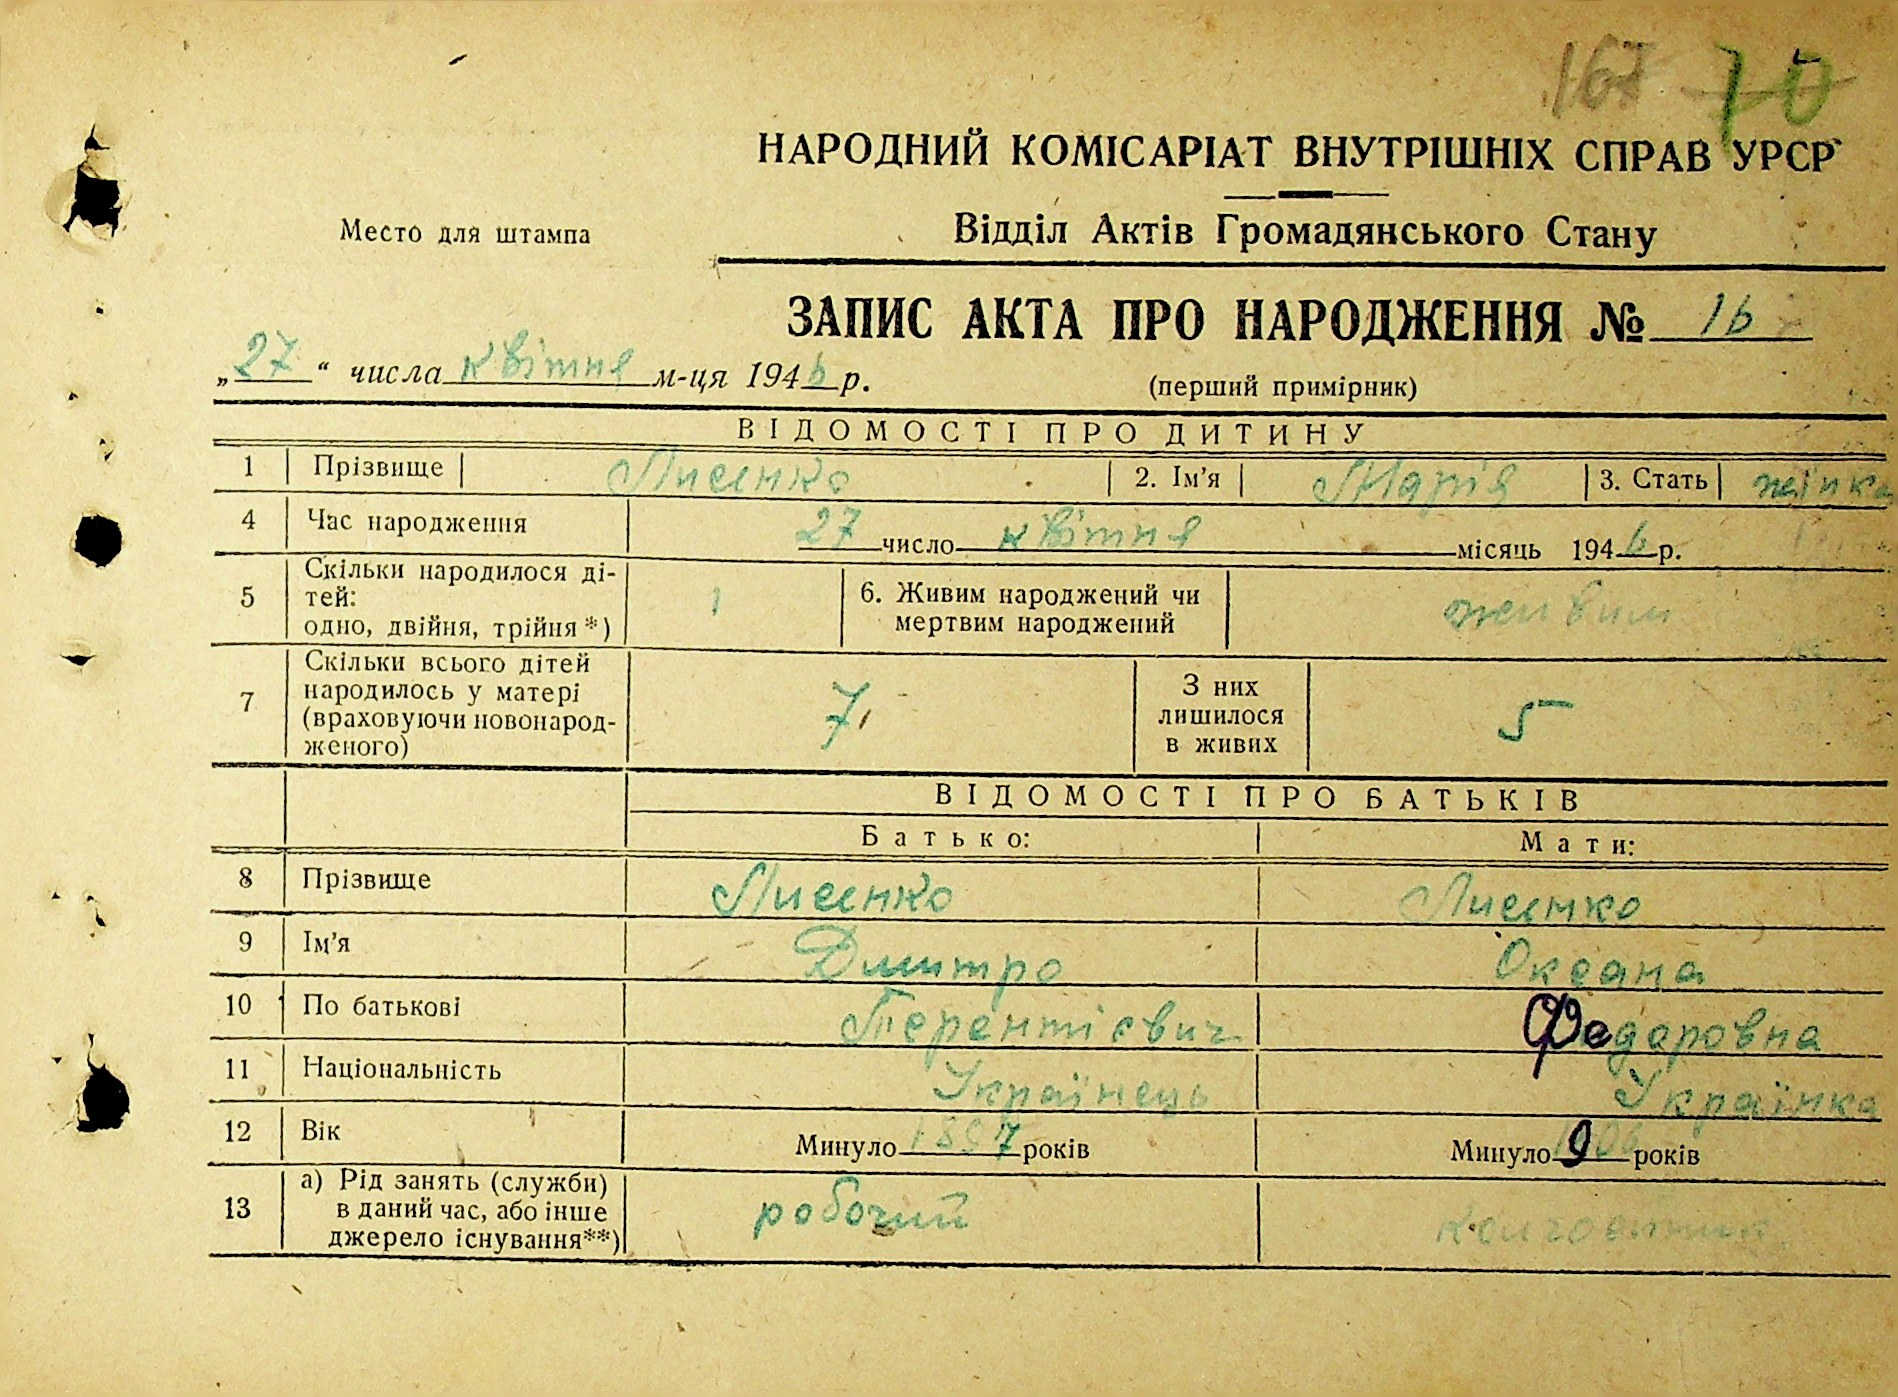 167 70
НАРОДНИЙ КОМІСАРІАТ ВНУТРІШНІХ СПРАВ УРСР
Место для штампа
Відділ Актів Громадянського Стану
ЗАПИС АКТА ПРО НАРОДЖЕННЯ № 16
„27“ числа квітня м-ця 1946 р.
(перший примірник)
ВІДОМОСТІ ПРО ДИТИНУ
1 Прізвище Лисенко 2. Ім'я Марія 3. Стать жінка
4 Час народження 27 число квітня місяць 1946 р.
5 Скільки народилося ді-
тей:
одно, двійня, трійня *) 1
6. Живим народжений чи
мертвим народжений живим
7 Скільки всього дітей
народилось у матері
(враховуючи новонарод-
женого) 7
З них
лишилося
в живих 5
ВІДОМОСТІ ПРО БАТЬКІВ
Батько: Мати:
8 Прізвище Лисенко Лисенко
9 Ім'я Дмитро Оксана
10 По батькові Терентієвич Федоровна
11 Національність Українець Українка
12 Вік Минуло 1897 років Минуло років
13 а) Рід занять (служби)
в даний час, або інше
джерело існування**) робочий